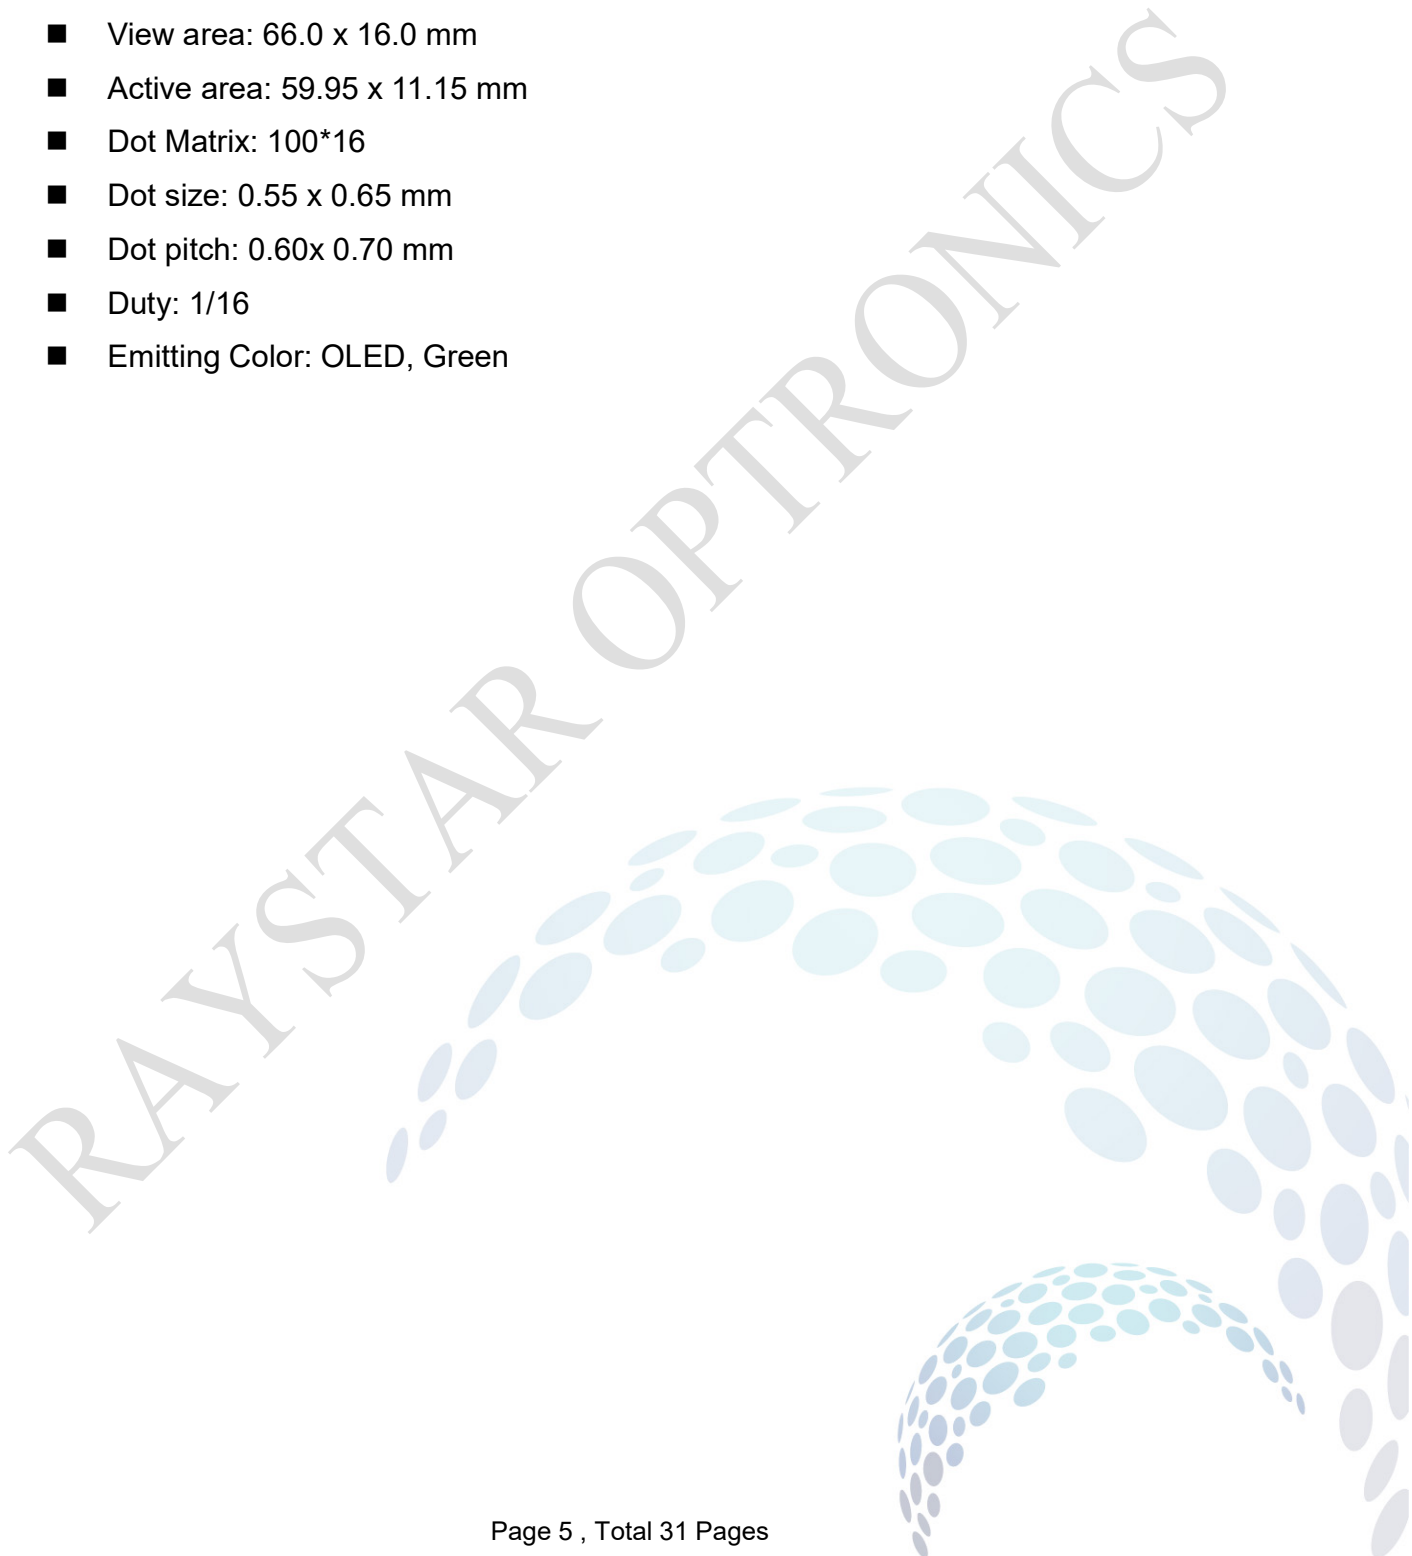 ■ View area: 66.0 x 16.0 mm
■ Active area: 59.95 x 11.15 mm
■ Dot Matrix: 100*16
■ Dot size: 0.55 x 0.65 mm
■ Dot pitch: 0.60x 0.70 mm
■ Duty: 1/16
■ Emitting Color: OLED, Green
RAYSTAR OPTRONICS
Page 5 , Total 31 Pages